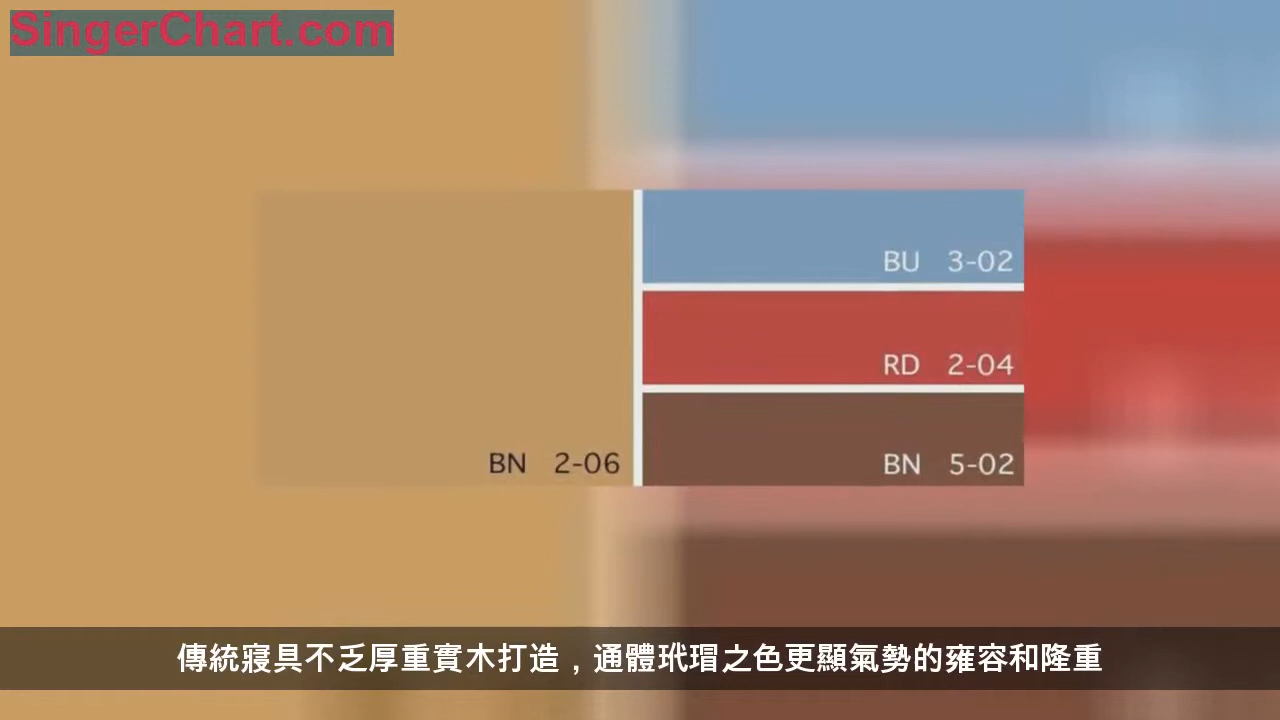 SingerChart.com
BU 3-02
RD 2-04
BN 2-06
BN 5-02
傳統寢具不乏厚重實木打造，通體玳瑁之色更顯氣勢的雍容和隆重